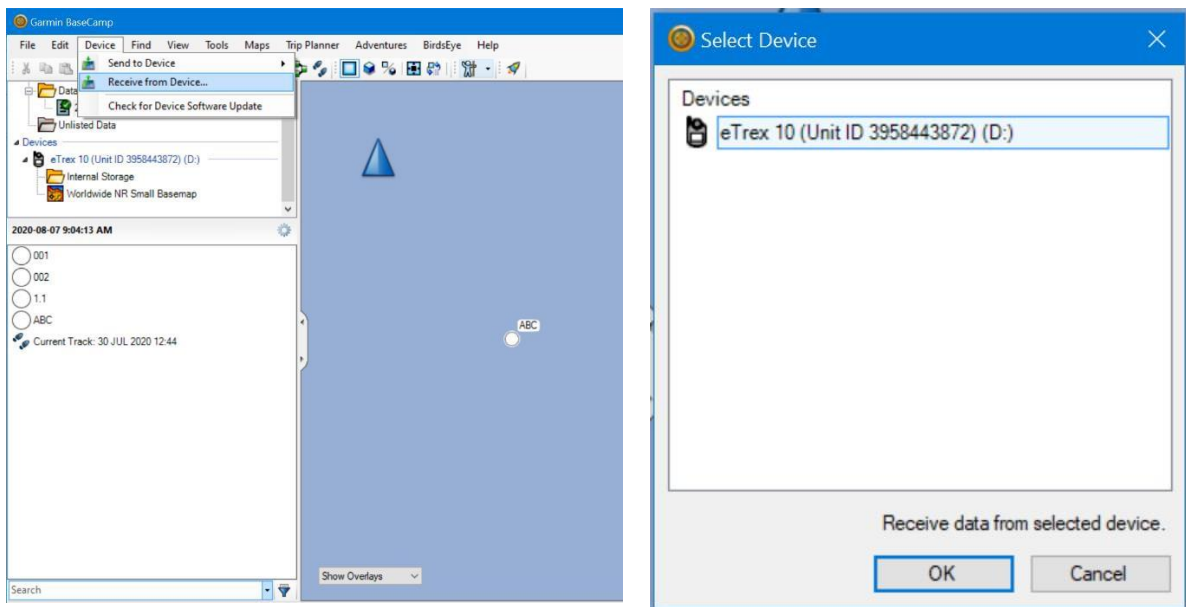 Garmin BaseCamp
File Edit Device Find View Tools Maps Trip Planner Adventures BirdsEye Help
Send to Device
Receive from Device...
Check for Device Software Update
Data
Unlisted Data
Devices
eTrex 10 (Unit ID 3958443872) (D:)
Internal Storage
Worldwide NR Small Basemap
2020-08-07 9:04:13 AM
001
002
1.1
ABC
Current Track: 30 JUL 2020 12:44
Search
ABC
Show Overlays
Select Device
Devices
eTrex 10 (Unit ID 3958443872) (D:)
Receive data from selected device.
OK Cancel